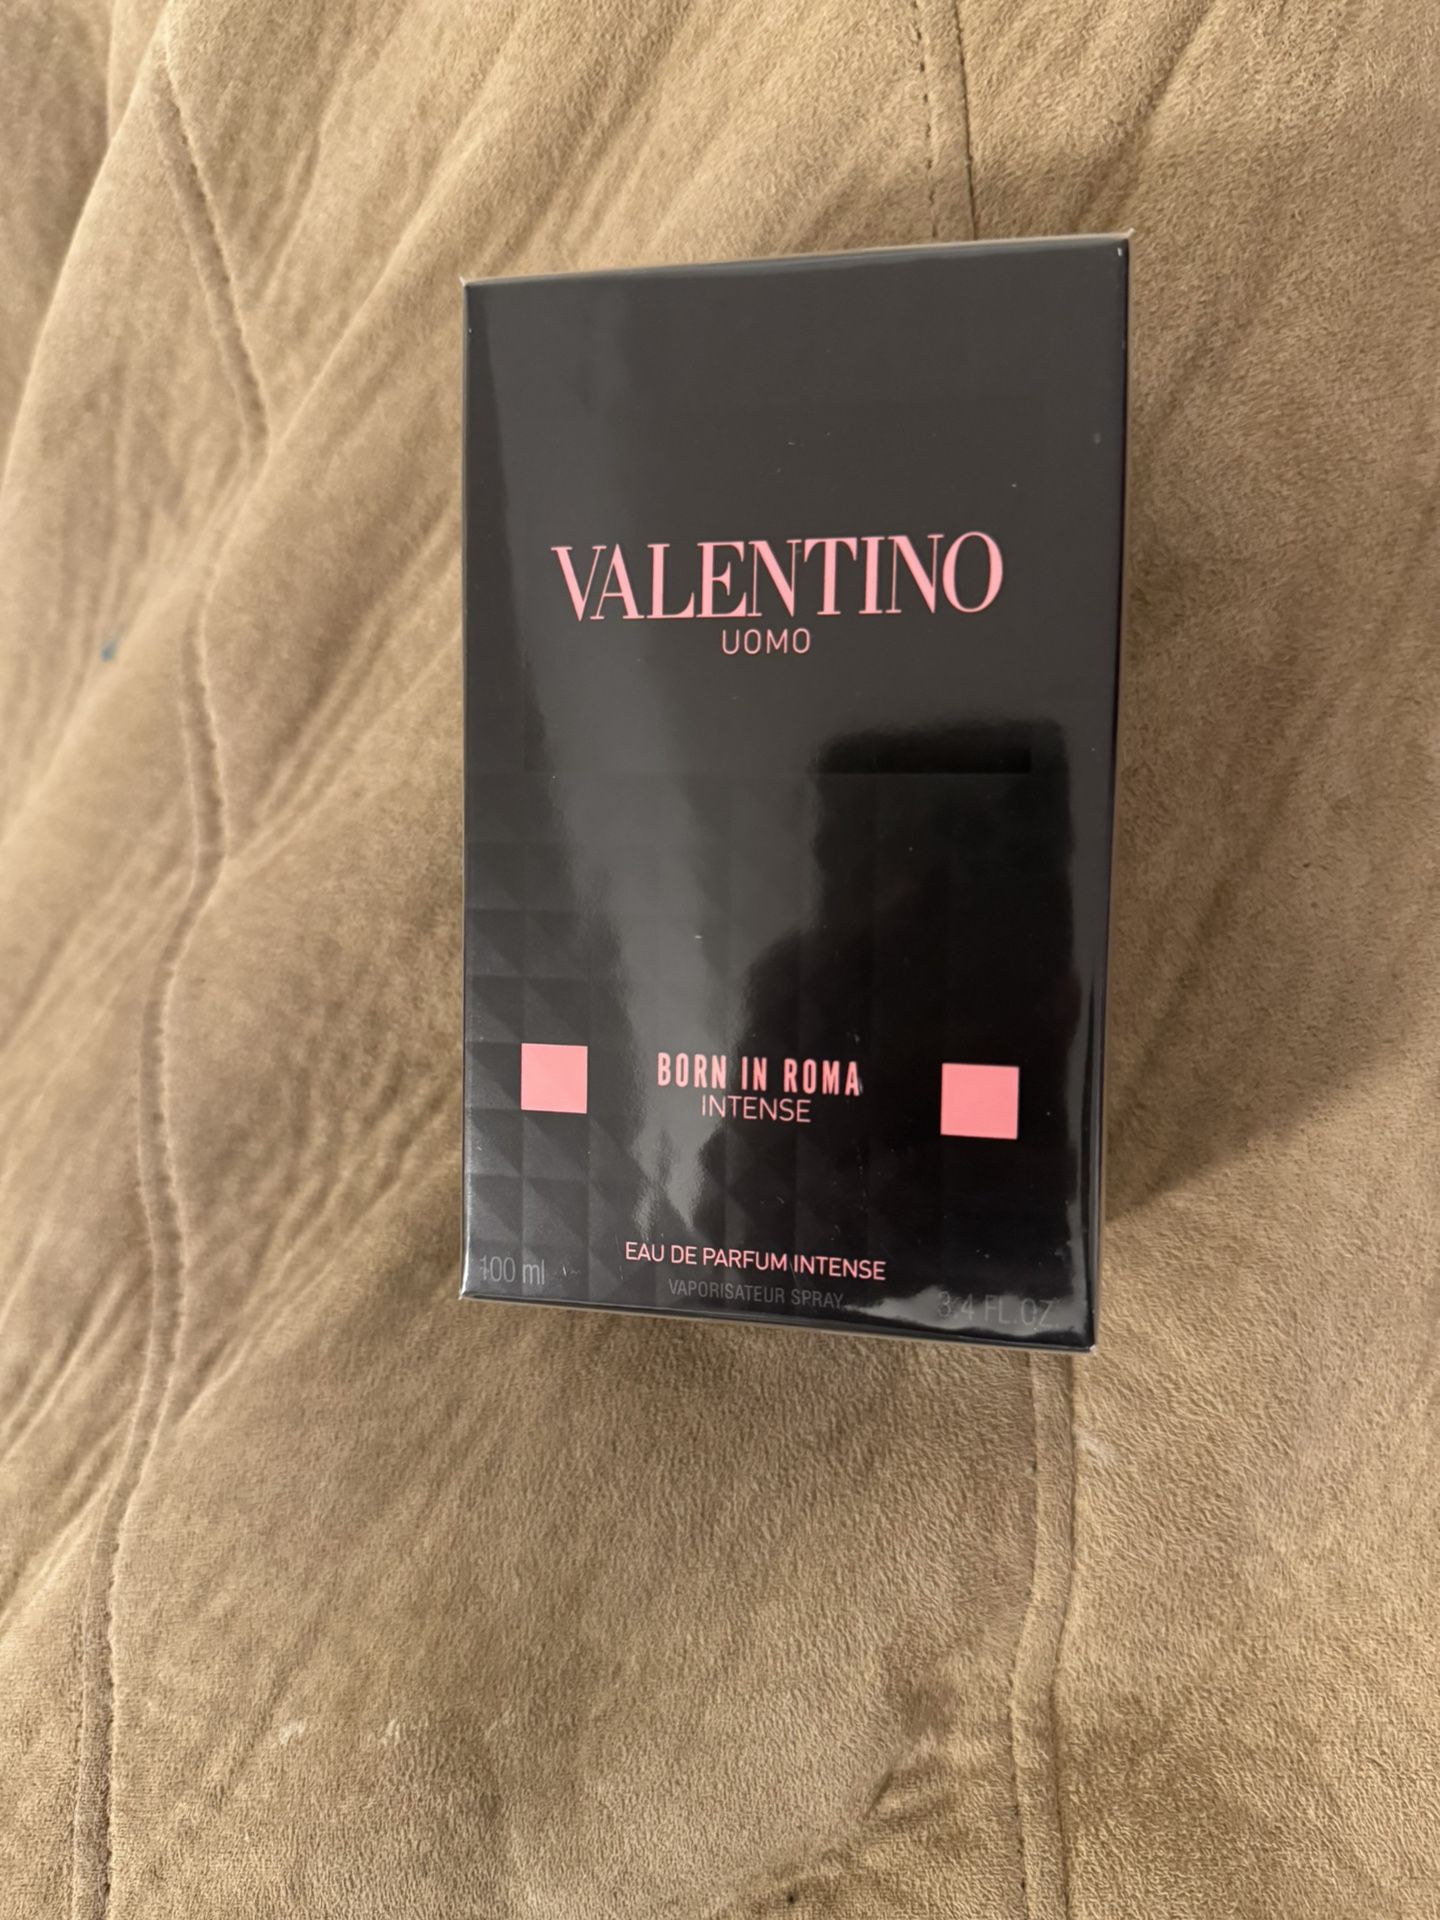 VALENTINO
UOMO
BORN IN ROMA
INTENSE
EAU DE PARFUM INTENSE
100 ml
VAPORISATEUR SPRAY
3.4 FL.OZ.